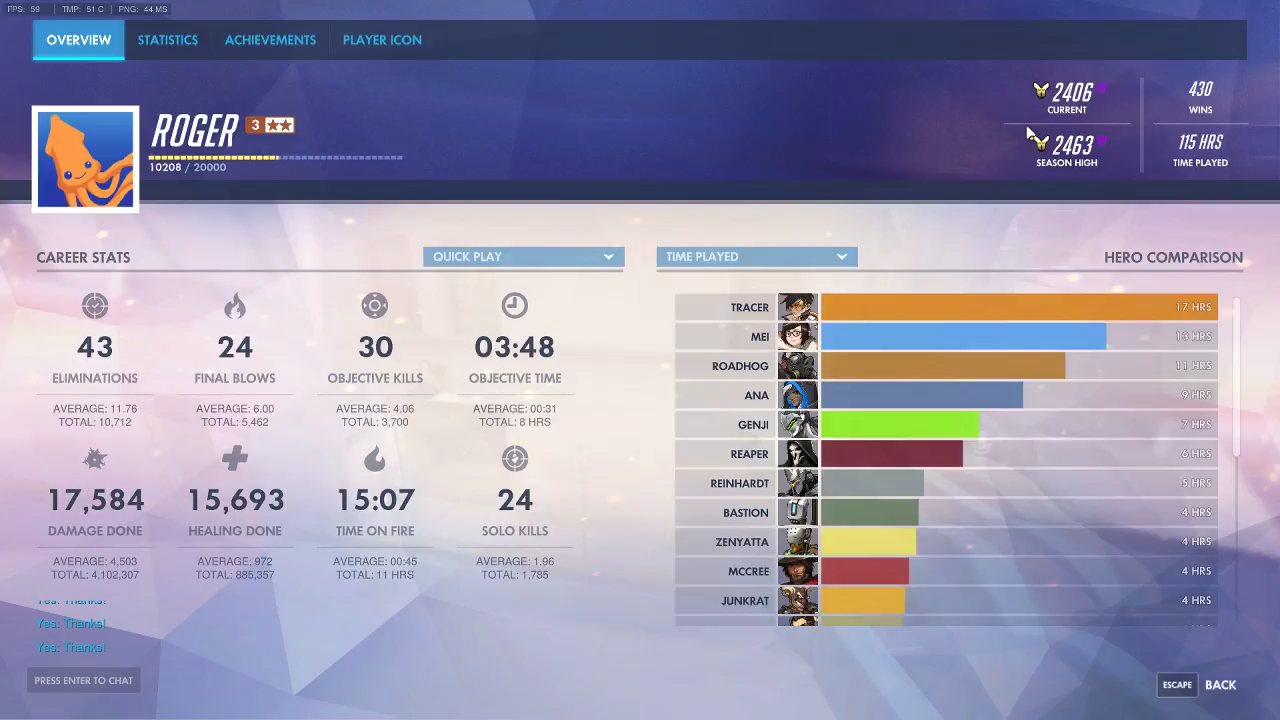 FPS: 59 | TMP: 51 C | PNG: 44 MS
OVERVIEW STATISTICS ACHIEVEMENTS PLAYER ICON
ROGER 3
10208 / 20000
2406
CURRENT
2463
SEASON HIGH
430
WINS
115 HRS
TIME PLAYED
CAREER STATS QUICK PLAY
43 24 30 03:48
ELIMINATIONS FINAL BLOWS OBJECTIVE KILLS OBJECTIVE TIME
AVERAGE: 11.76 AVERAGE: 6.00 AVERAGE: 4.06 AVERAGE: 00:31
TOTAL: 10,712 TOTAL: 5,462 TOTAL: 3,700 TOTAL: 8 HRS
17,584 15,693 15:07 24
DAMAGE DONE HEALING DONE TIME ON FIRE SOLO KILLS
AVERAGE: 4,503 AVERAGE: 972 AVERAGE: 00:45 AVERAGE: 1.96
TOTAL: 4,102,307 TOTAL: 885,357 TOTAL: 11 HRS TOTAL: 1,785
TIME PLAYED HERO COMPARISON
TRACER 17 HRS
MEI 13 HRS
ROADHOG 11 HRS
ANA 9 HRS
GENJI 7 HRS
REAPER 6 HRS
REINHARDT 5 HRS
BASTION 4 HRS
ZENYATTA 4 HRS
MCCREE 4 HRS
JUNKRAT 4 HRS
Yes: Thanks!
Yes: Thanks!
Yes: Thanks!
PRESS ENTER TO CHAT
ESCAPE BACK